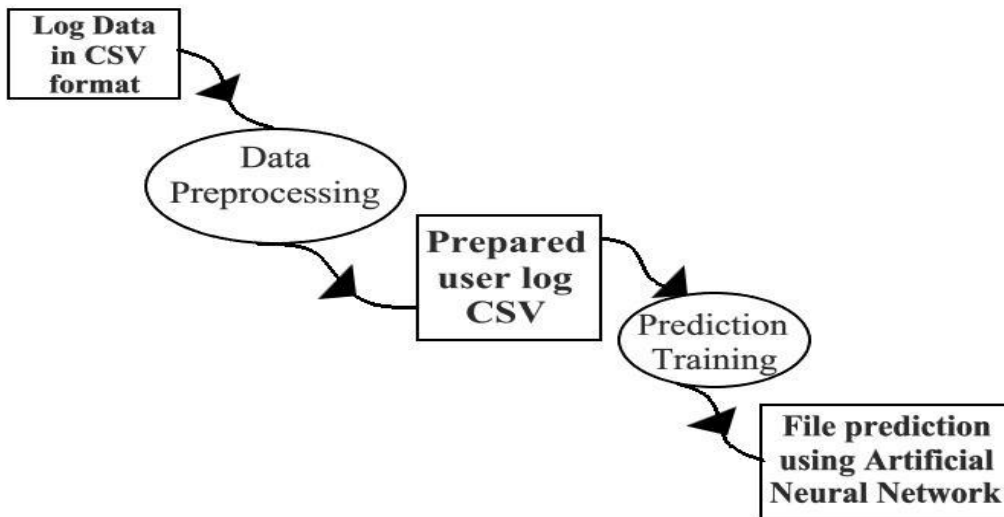 Log Data
in CSV
format
Data
Preprocessing
Prepared
user log
CSV
Prediction
Training
File prediction
using Artificial
Neural Network